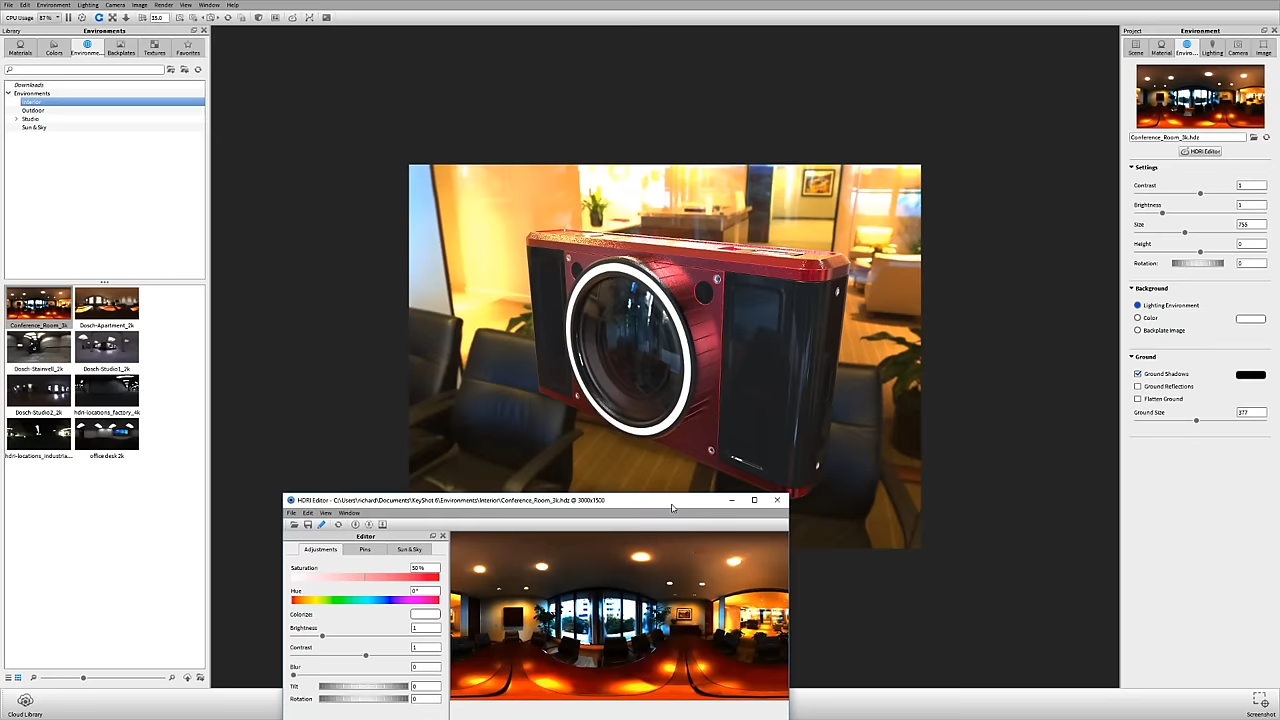 File Edit Environment Lighting Camera Image Render View Window Help
CPU Usage 87% 35.0
Library Environments
Materials Colors Environme... Backplates Textures Favorites
Downloads
Environments
Interior
Outdoor
Studio
Sun & Sky
Conference_Room_3k Dosch-Apartment_2k
Dosch-Stairwell_2k Dosch-Studio1_2k
Dosch-Studio2_2k hdri-locations_factory_4k
hdri-locations_industria... office desk 2k
Cloud Library
HDRI Editor - C:\Users\richard\Documents\KeyShot 6\Environments\Interior\Conference_Room_3k.hdz @ 3000x1500
File Edit View Window
Editor
Adjustments Pins Sun & Sky
Saturation 50 %
Hue 0°
Colorize
Brightness 1
Contrast 1
Blur 0
Tilt 0
Rotation 0
Project Environment
Scene Material Enviro... Lighting Camera Image
Conference_Room_3k.hdz
HDRI Editor
Settings
Contrast 1
Brightness 1
Size 755
Height 0
Rotation: 0
Background
Lighting Environment
Color
Backplate Image
Ground
Ground Shadows
Ground Reflections
Flatten Ground
Ground Size 377
Screenshot